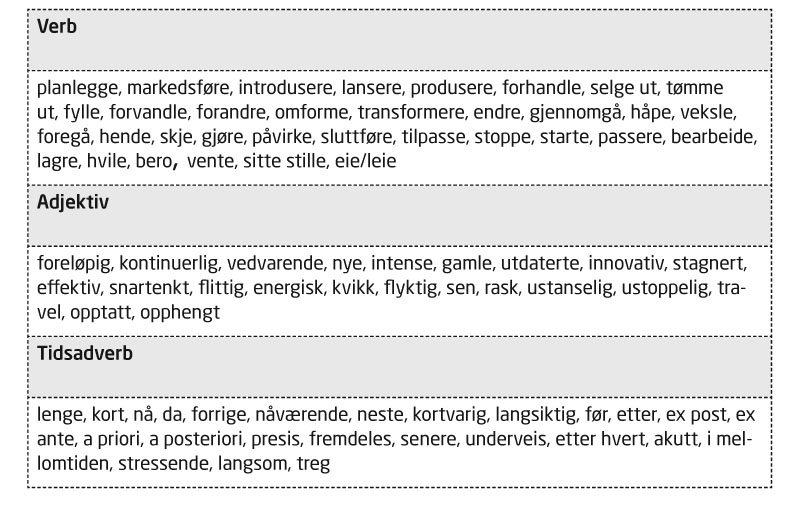 Verb
planlegge, markedsføre, introdusere, lansere, produsere, forhandle, selge ut, tømme
ut, fylle, forvandle, forandre, omforme, transformere, endre, gjennomgå, håpe, veksle,
foregå, hende, skje, gjøre, påvirke, sluttføre, tilpasse, stoppe, starte, passere, bearbeide,
lagre, hvile, bero, vente, sitte stille, eie/leie
Adjektiv
foreløpig, kontinuerlig, vedvarende, nye, intense, gamle, utdaterte, innovativ, stagnert,
effektiv, snartenkt, flittig, energisk, kvikk, flyktig, sen, rask, ustanselig, ustoppelig, tra-
vel, opptatt, opphengt
Tidsadverb
lenge, kort, nå, da, forrige, nåværende, neste, kortvarig, langsiktig, før, etter, ex post, ex
ante, a priori, a posteriori, presis, fremdeles, senere, underveis, etter hvert, akutt, i mel-
lomtiden, stressende, langsom, treg